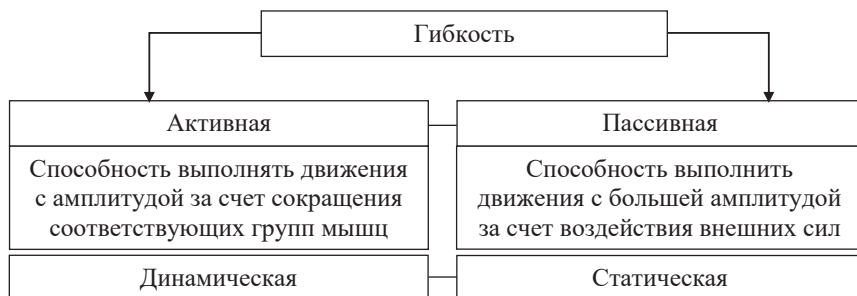 Гибкость
Активная
Пассивная
Способность выполнять движения
с амплитудой за счет сокращения
соответствующих групп мышц
Способность выполнить
движения с большей амплитудой
за счет воздействия внешних сил
Динамическая
Статическая